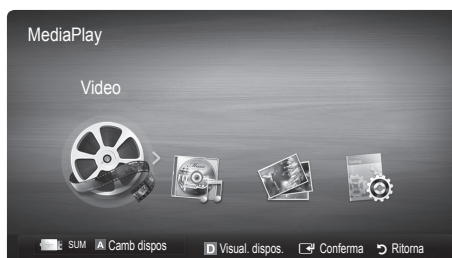 MediaPlay
Video
SUM A Camb dispos D Visual. dispos. Conferma Ritorna